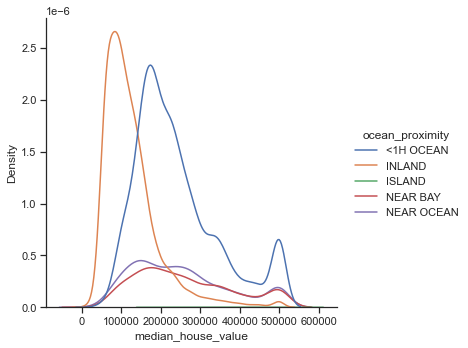 1e−6
2.5
2.0
1.5
1.0
0.5
0.0
Density
0 100000 200000 300000 400000 500000 600000
median_house_value
ocean_proximity
<1H OCEAN
INLAND
ISLAND
NEAR BAY
NEAR OCEAN